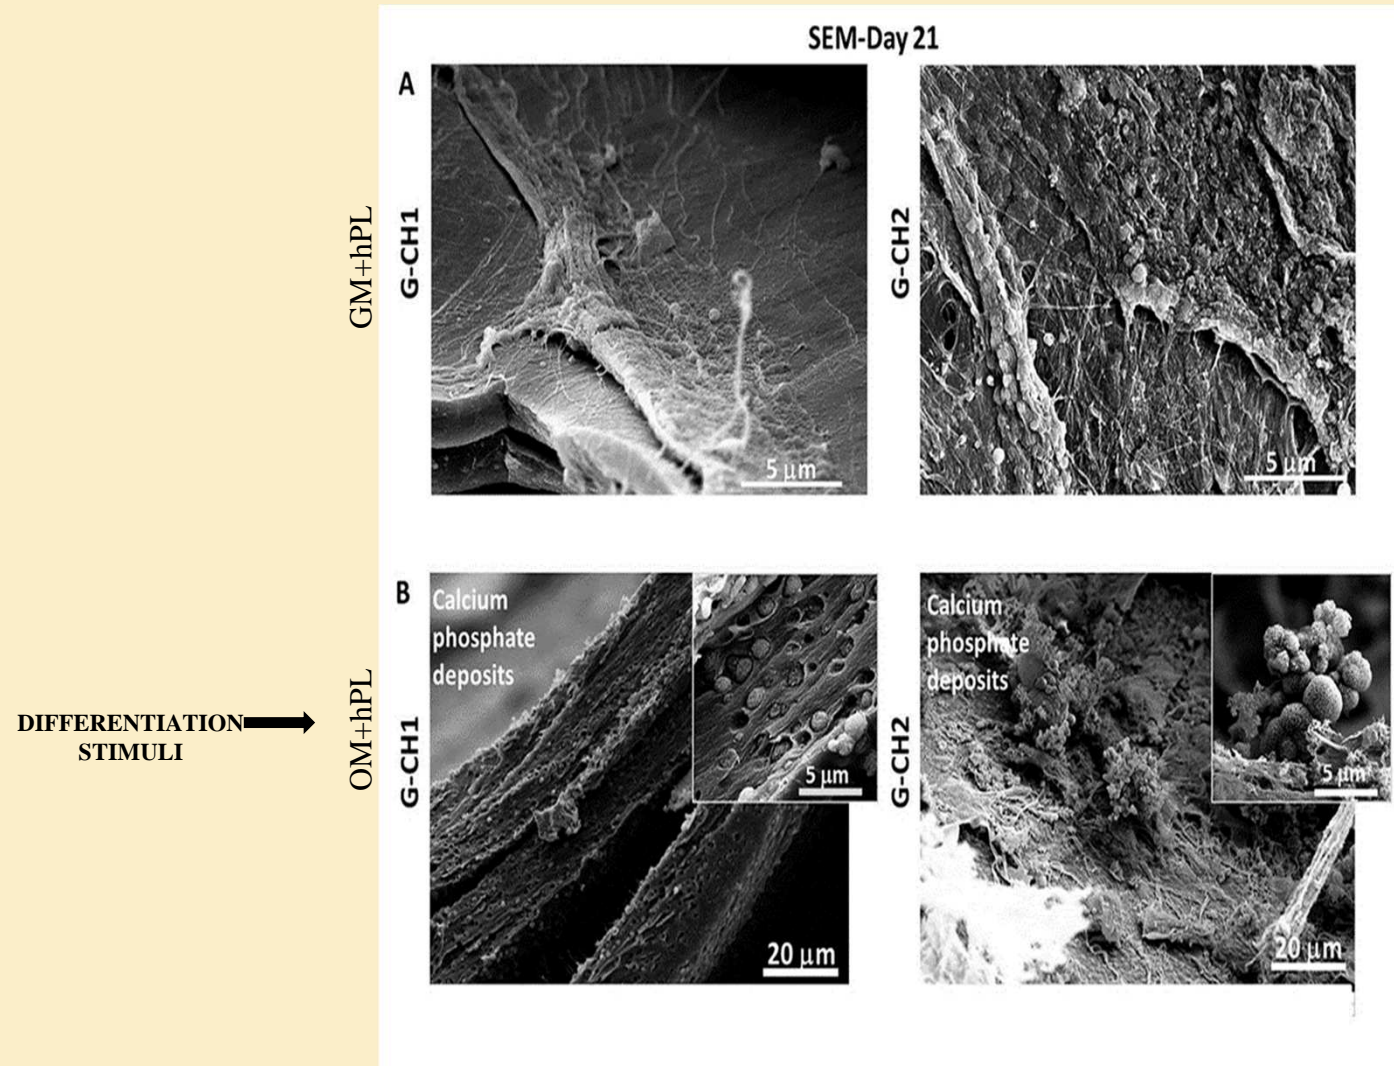 SEM-Day 21
A
GM+hPL
G-CH1
5 μm
G-CH2
5 μm
B
DIFFERENTIATION
STIMULI
OM+hPL
G-CH1
Calcium
phosphate
deposits
5 μm
20 μm
G-CH2
Calcium
phosphate
deposits
5 μm
20 μm